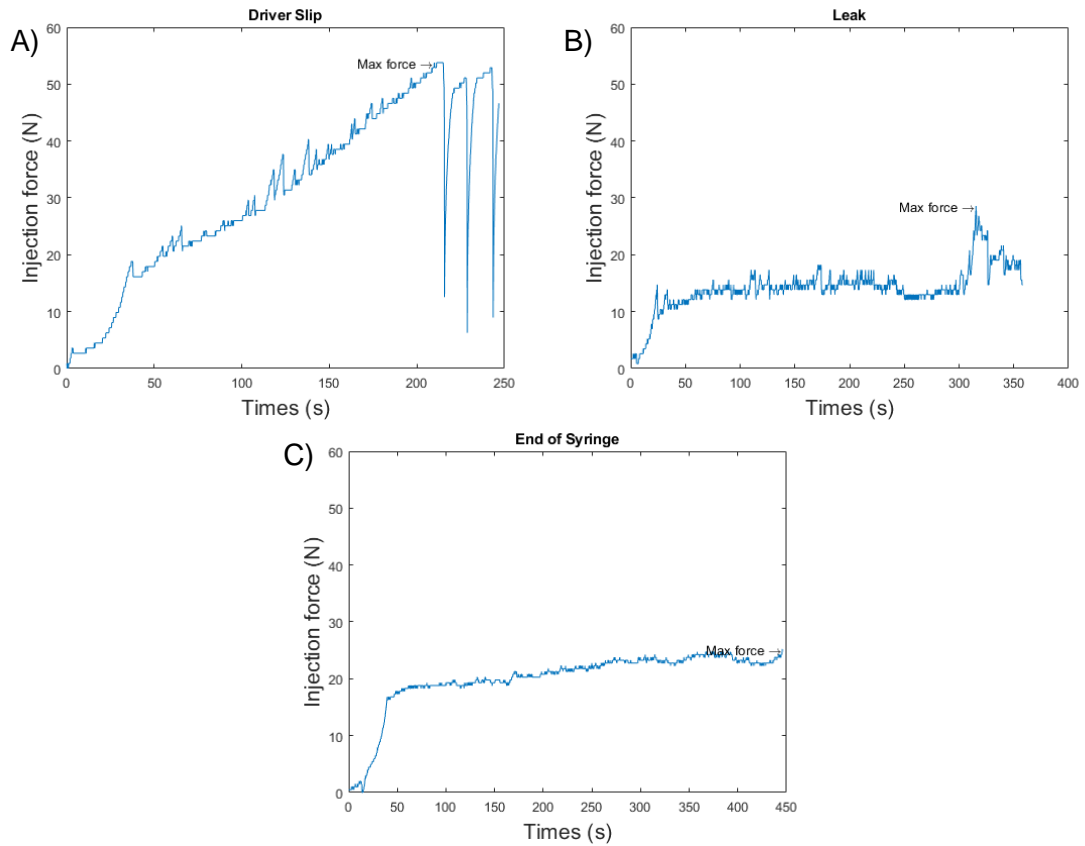 A)
Driver Slip
Injection force (N)
60
50
40
30
20
10
0
Max force →
0 50 100 150 200 250
Times (s)
B)
Leak
Injection force (N)
60
50
40
30
20
10
0
Max force →
0 50 100 150 200 250 300 350 400
Times (s)
C)
End of Syringe
Injection force (N)
60
50
40
30
20
10
0
Max force →
0 50 100 150 200 250 300 350 400 450
Times (s)